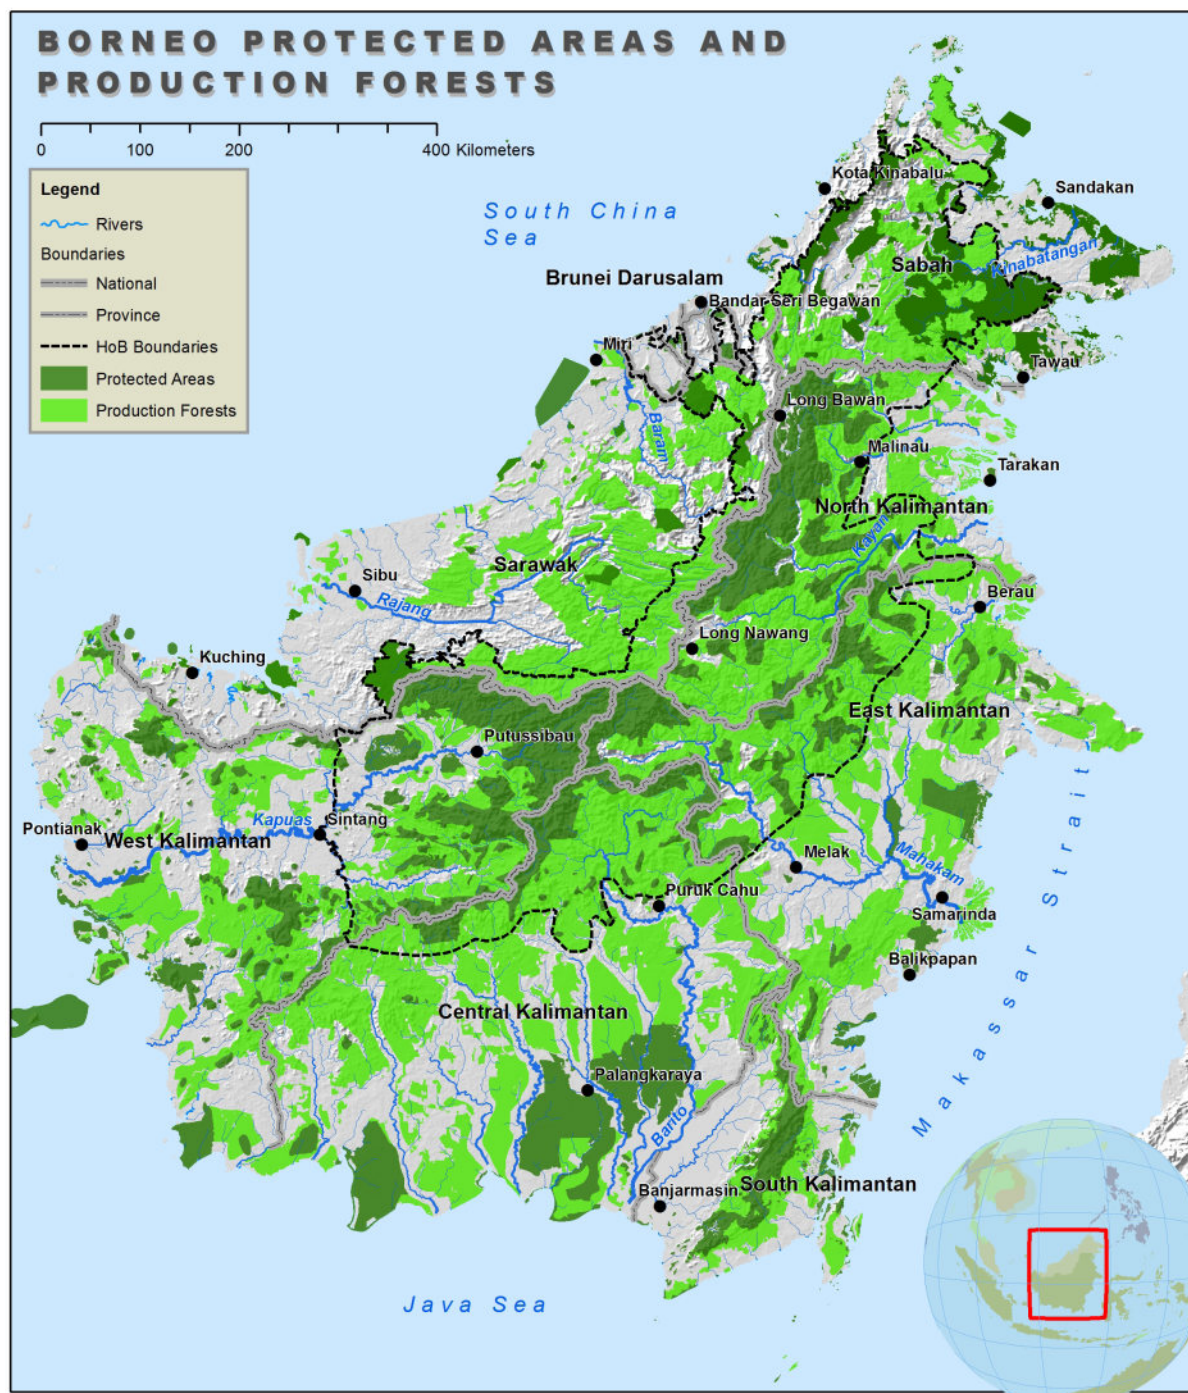 BORNEO PROTECTED AREAS AND
PRODUCTION FORESTS
0 100 200 400 Kilometers
Legend
Rivers
Boundaries
National
Province
HoB Boundaries
Protected Areas
Production Forests
South China
Sea
Kota Kinabalu
Sandakan
Kinabatangan
Sabah
Brunei Darusalam
Bandar Seri Begawan
Miri
Tawau
Long Bawan
Baram
Malinau
Tarakan
North Kalimantan
Kayan
Sarawak
Sibu
Rajang
Berau
Long Nawang
Kuching
East Kalimantan
Putussibau
Kapuas
Sintang
Pontianak
West Kalimantan
Melak
Mahakam
Puruk Cahu
Samarinda
Balikpapan
Central Kalimantan
Makassar Strait
Palangkaraya
Barito
Banjarmasin
South Kalimantan
Java Sea